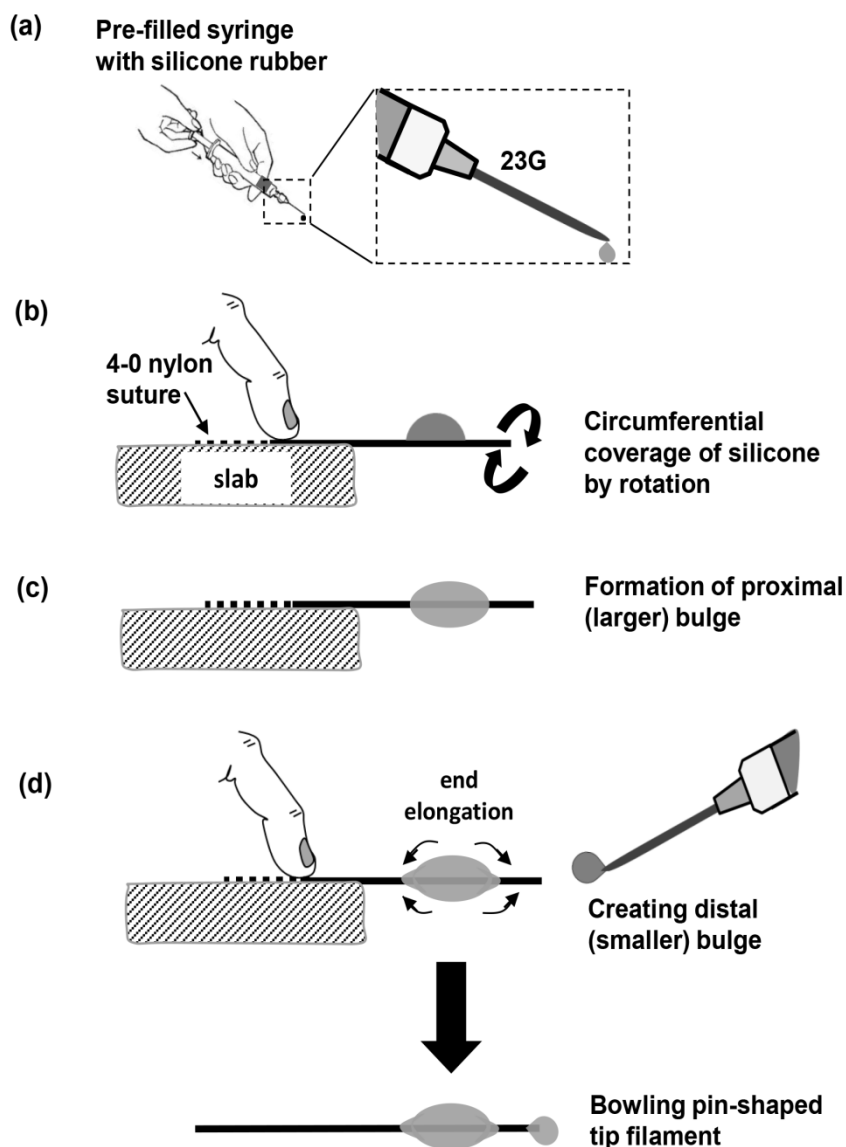 (a)
Pre-filled syringe
with silicone rubber
23G
(b)
4-0 nylon
suture
slab
Circumferential
coverage of silicone
by rotation
(c)
Formation of proximal
(larger) bulge
(d)
end
elongation
Creating distal
(smaller) bulge
Bowling pin-shaped
tip filament